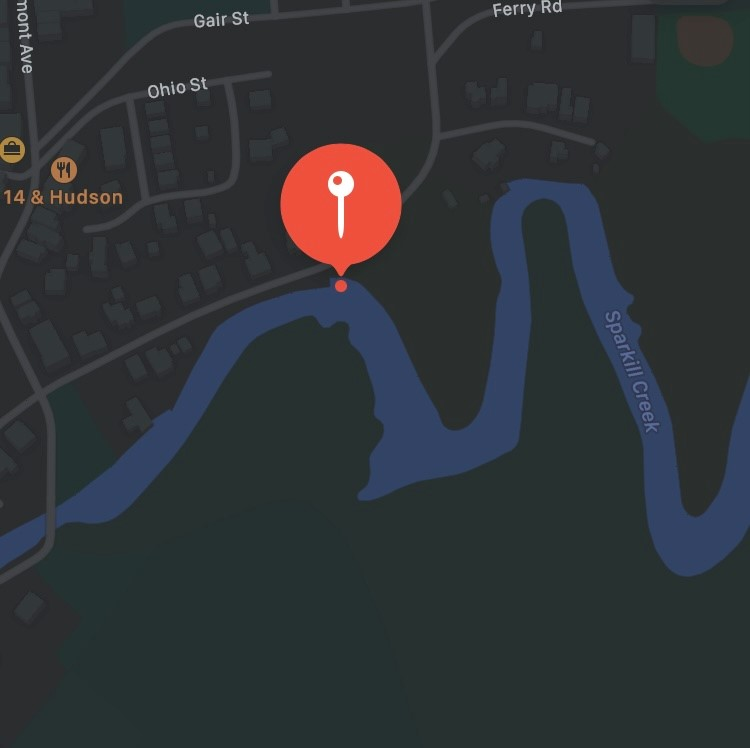 Gair St
Ferry Rd
mont Ave
Ohio St
14 & Hudson
Sparkill Creek